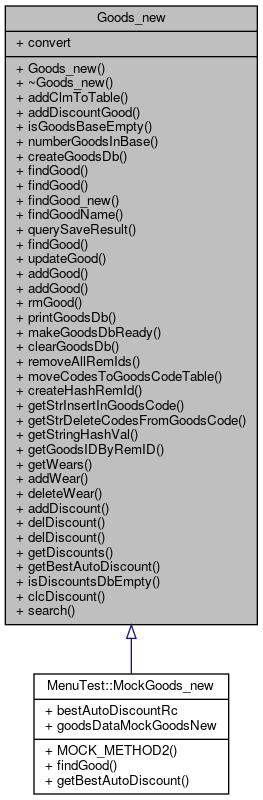 Goods_new
+ convert
+ Goods_new()
+ ~Goods_new()
+ addClmToTable()
+ addDiscountGood()
+ isGoodsBaseEmpty()
+ numberGoodsInBase()
+ createGoodsDb()
+ findGood()
+ findGood()
+ findGood_new()
+ findGoodName()
+ querySaveResult()
+ findGood()
+ updateGood()
+ addGood()
+ addGood()
+ rmGood()
+ printGoodsDb()
+ makeGoodsDbReady()
+ clearGoodsDb()
+ removeAllRemIds()
+ moveCodesToGoodsCodeTable()
+ createHashRemId()
+ getStrInsertInGoodsCode()
+ getStrDeleteCodesFromGoodsCode()
+ getStringHashVal()
+ getGoodsIDByRemID()
+ getWears()
+ addWear()
+ deleteWear()
+ addDiscount()
+ delDiscount()
+ delDiscount()
+ getDiscounts()
+ getBestAutoDiscount()
+ isDiscountsDbEmpty()
+ clcDiscount()
+ search()
MenuTest::MockGoods_new
+ bestAutoDiscountRc
+ goodsDataMockGoodsNew
+ MOCK_METHOD2()
+ findGood()
+ getBestAutoDiscount()